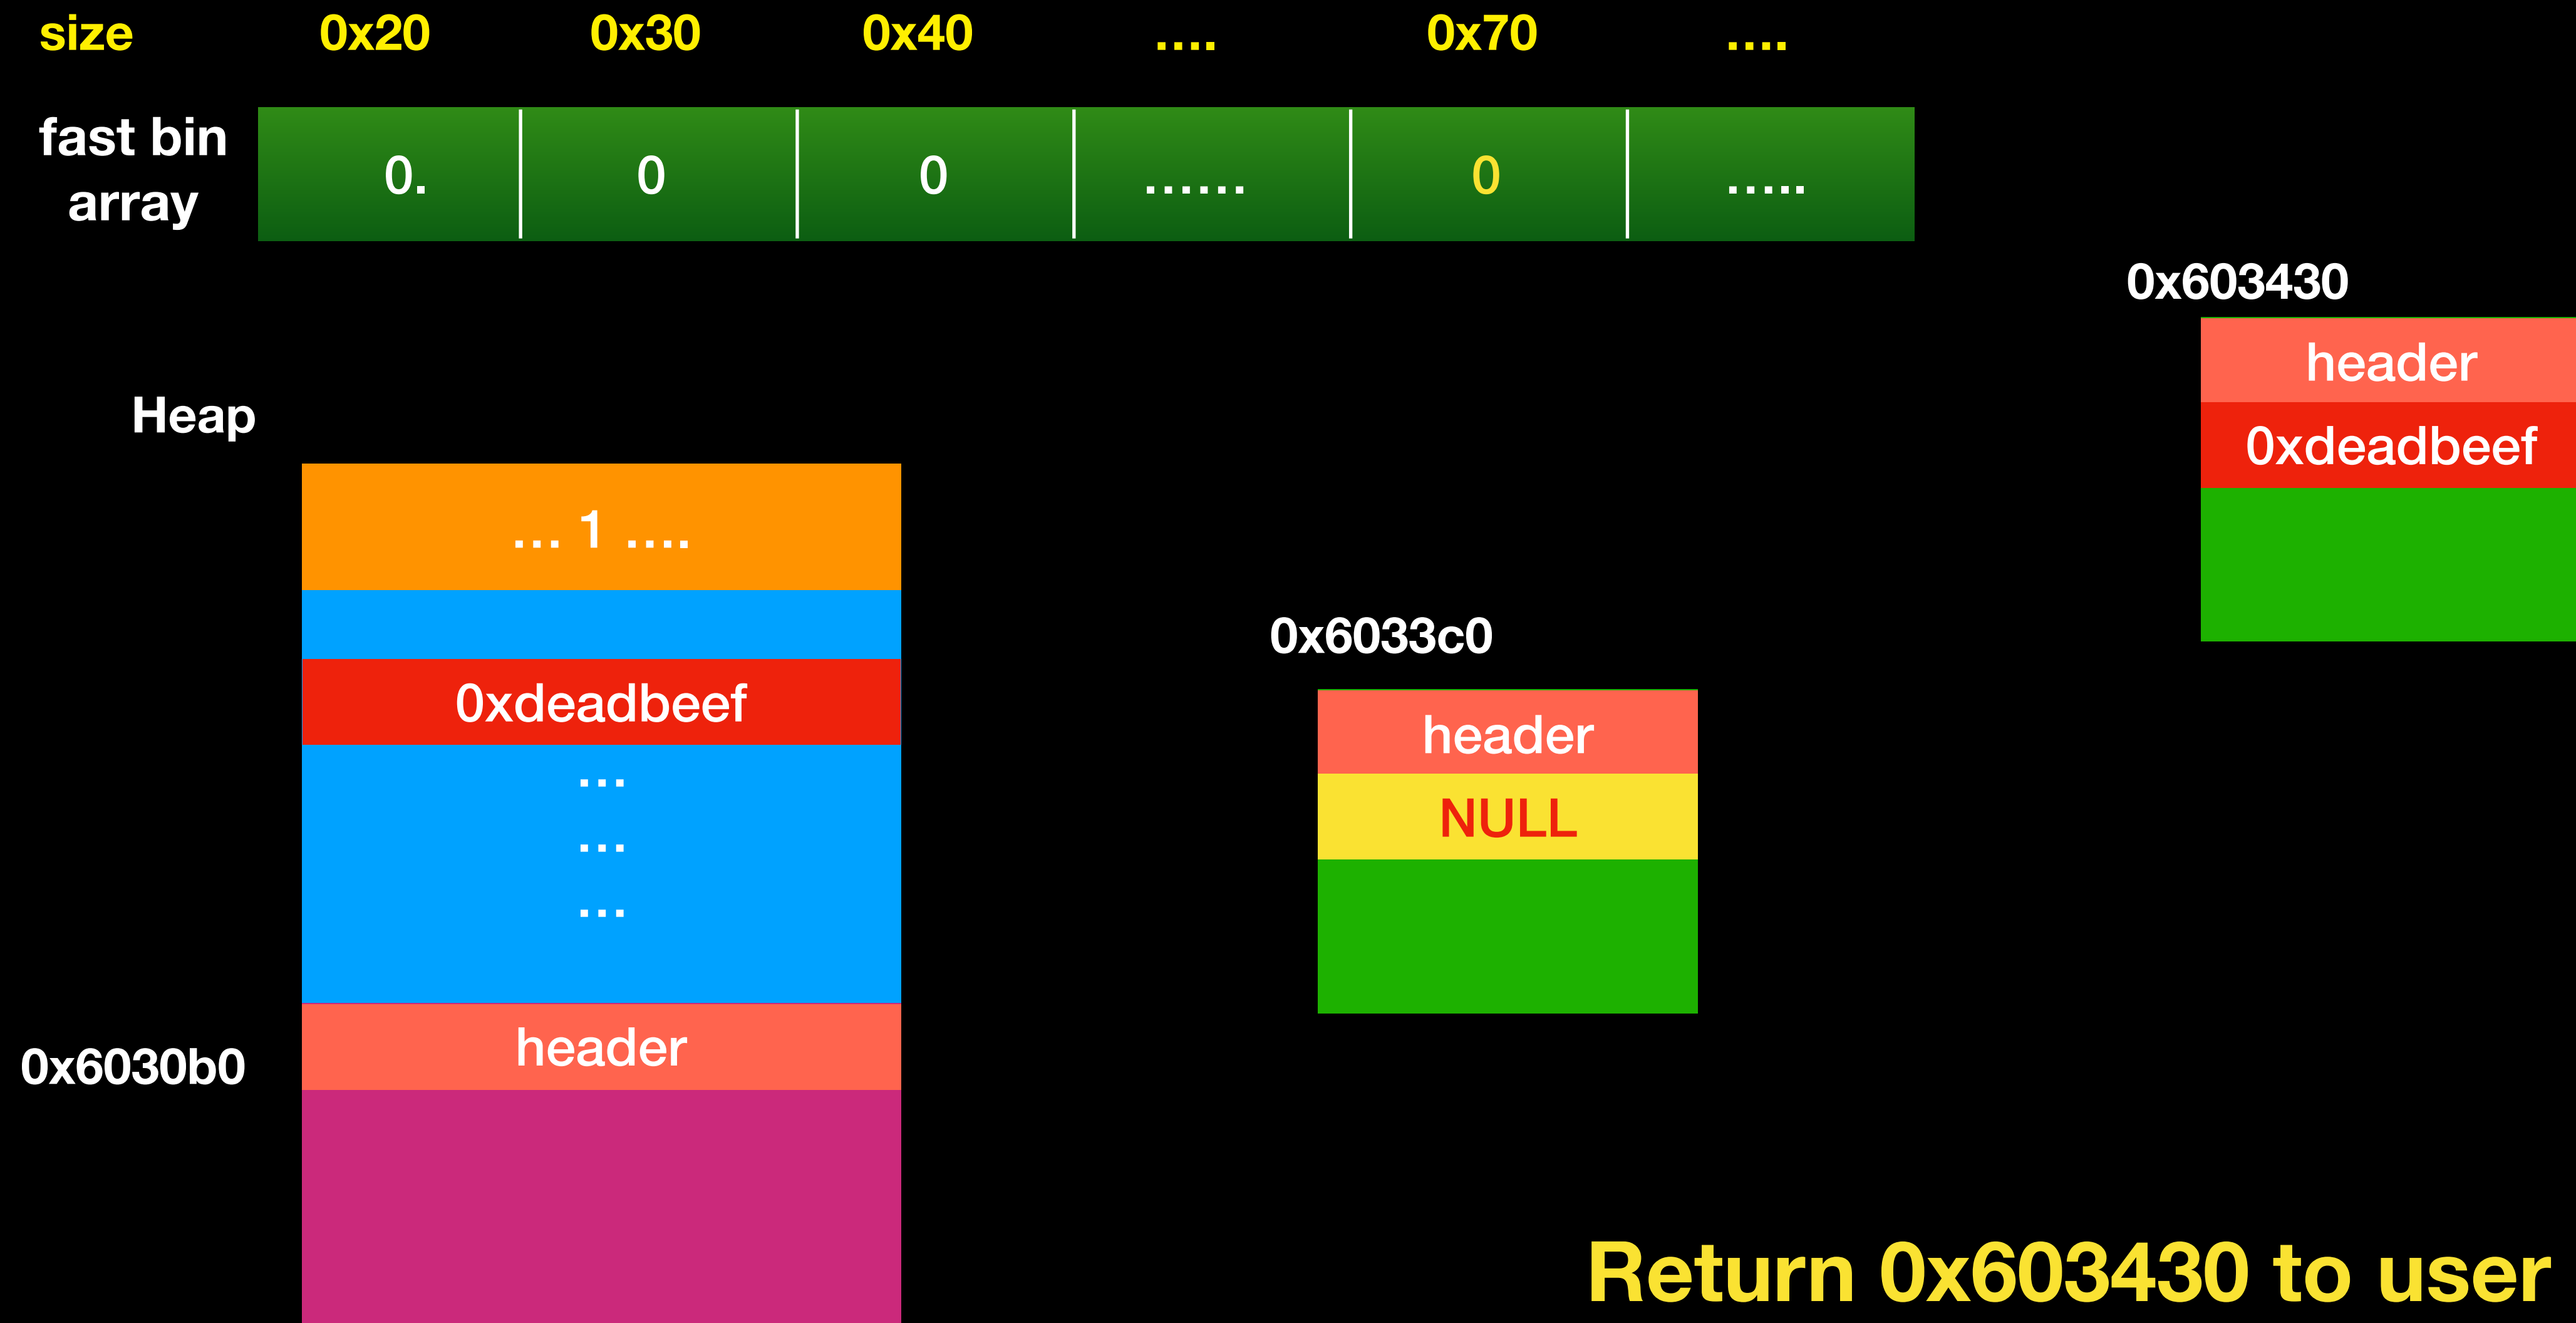 size 0x20 0x30 0x40 .... 0x70 ....
fast bin
array
0. 0 0 ...... 0 .....
0x603430
header
0xdeadbeef
Heap
... 1 ....
0xdeadbeef
...
...
...
header
0x6030b0
0x6033c0
header
NULL
Return 0x603430 to user